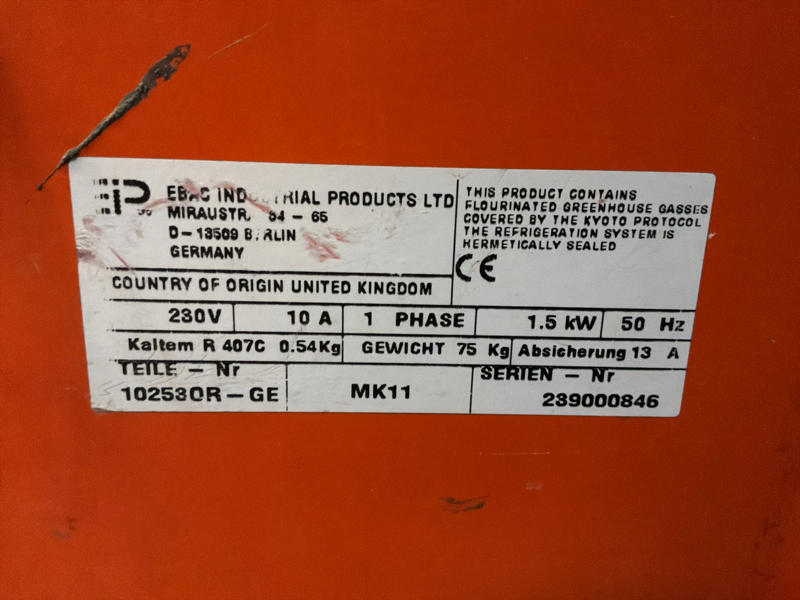 EIP
EBAC INDUSTRIAL PRODUCTS LTD
MIRAUSTR. - 65
D-13509 BERLIN
GERMANY
THIS PRODUCT CONTAINS
FLOURINATED GREENHOUSE GASSES
COVERED BY THE KYOTO PROTOCOL
THE REFRIGERATION SYSTEM IS
HERMETICALLY SEALED
CE
COUNTRY OF ORIGIN UNITED KINGDOM
230V 10 A 1 PHASE 1.5 kW 50 Hz
Kaltem R 407C 0.54Kg GEWICHT 75 Kg Absicherung 13 A
TEILE - Nr SERIEN - Nr
10253OR-GE MK11 239000846